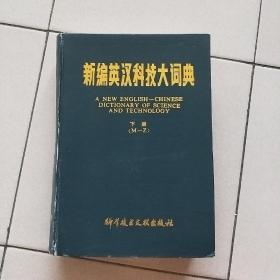 新编英汉科技大词典
A NEW ENGLISH—CHINESE
DICTIONARY OF SCIENCE
AND TECHNOLOGY
下册
(M—Z)
科学技术文献出版社